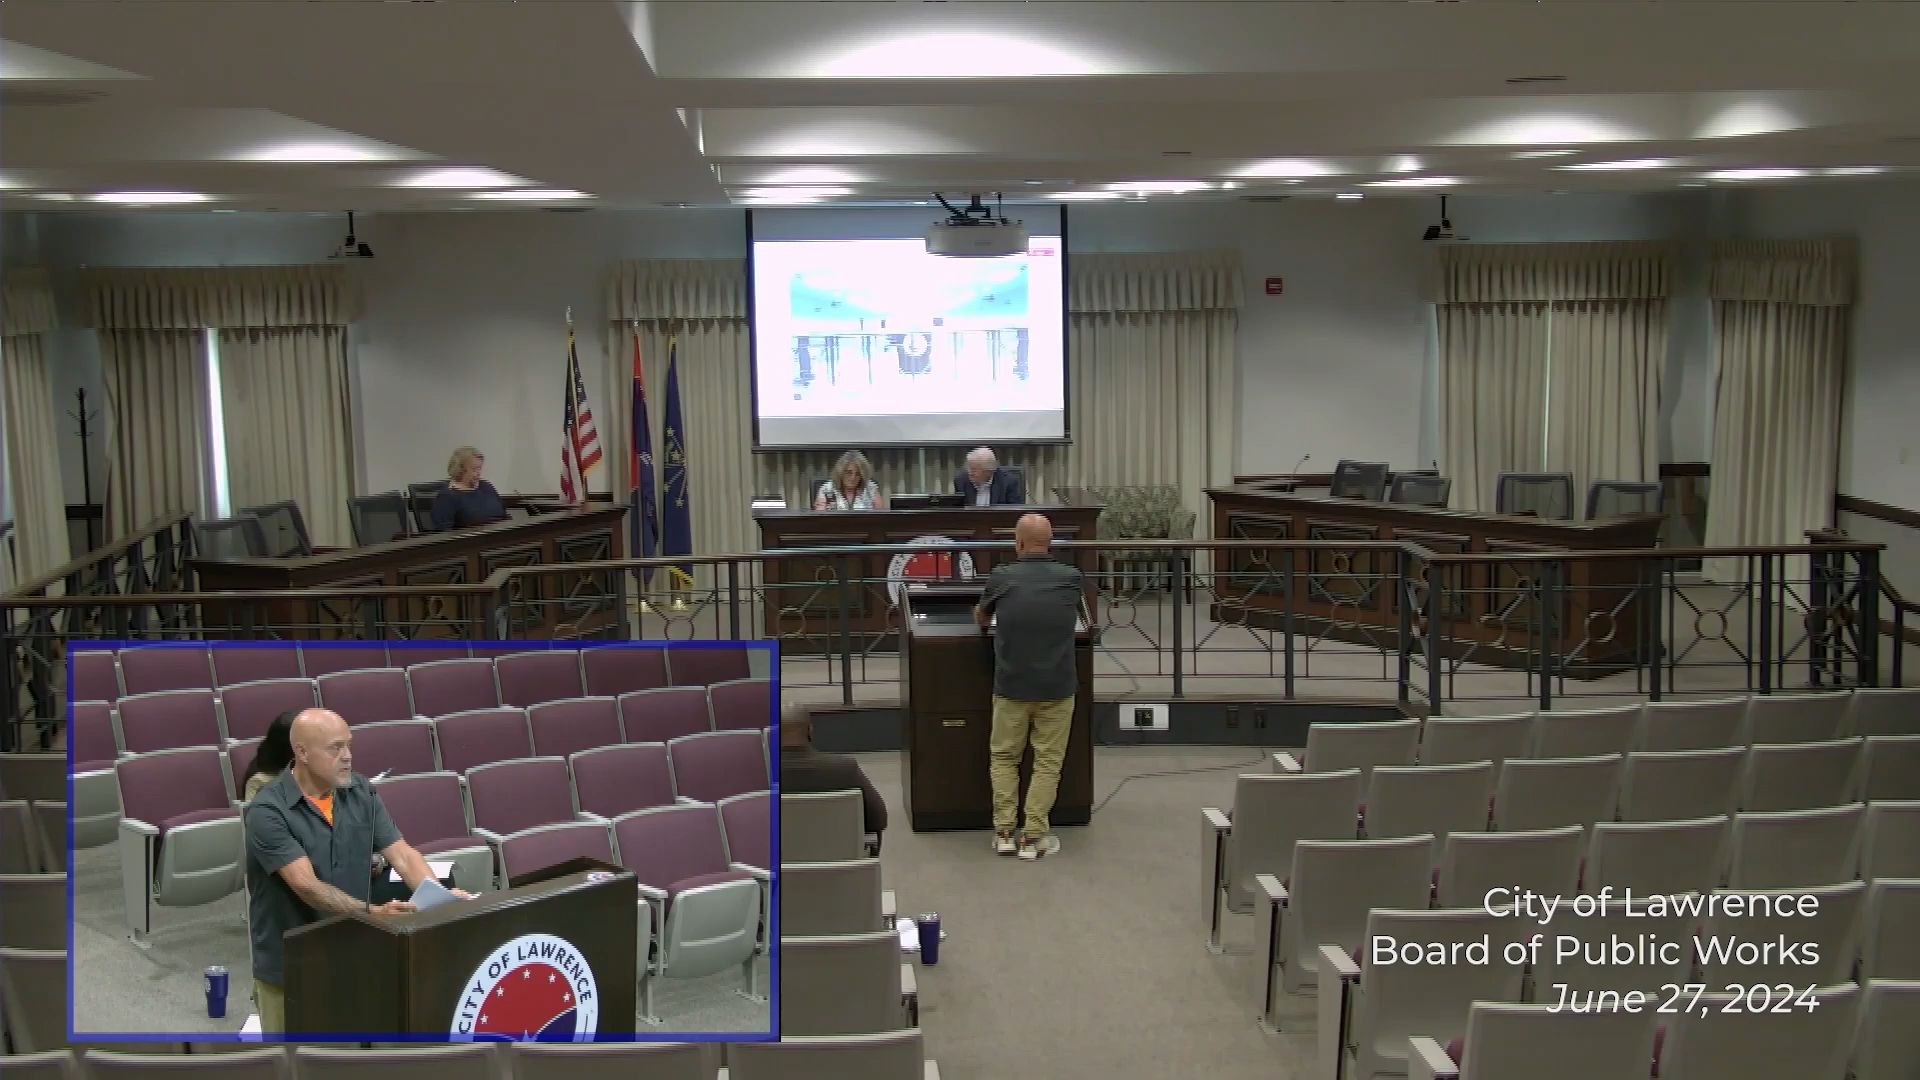 CITY OF LAWRENCE
City of Lawrence
Board of Public Works
June 27, 2024